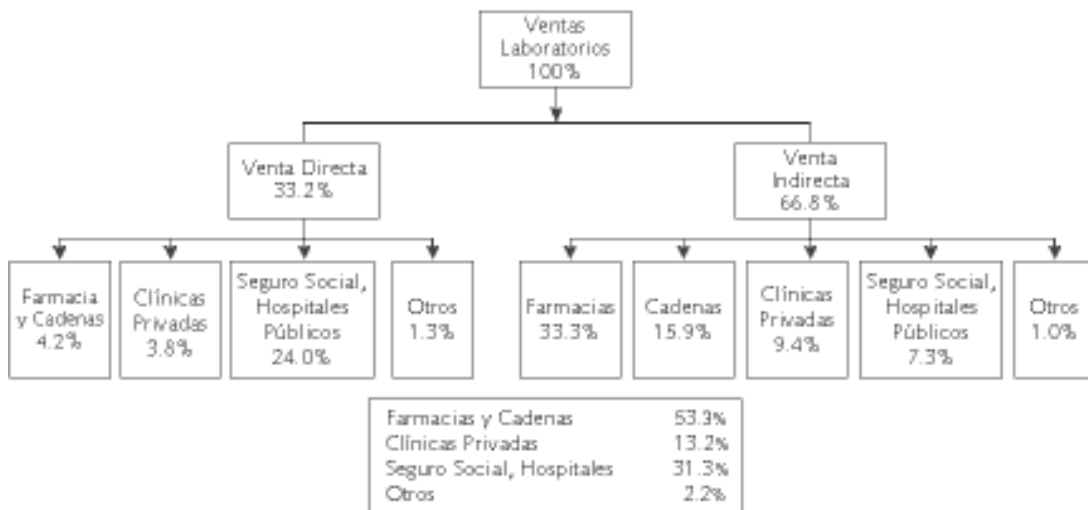 Ventas
Laboratorios
100%
Venta Directa
33.2%
Venta
Indirecta
66.8%
Farmacia
y Cadenas
4.2%
Clínicas
Privadas
3.8%
Seguro Social,
Hospitales
Públicos
24.0%
Otros
1.3%
Farmacias
33.3%
Cadenas
15.9%
Clínicas
Privadas
9.4%
Seguro Social,
Hospitales
Públicos
7.3%
Otros
1.0%
Farmacias y Cadenas 53.3%
Clínicas Privadas 13.2%
Seguro Social, Hospitales 31.3%
Otros 2.2%